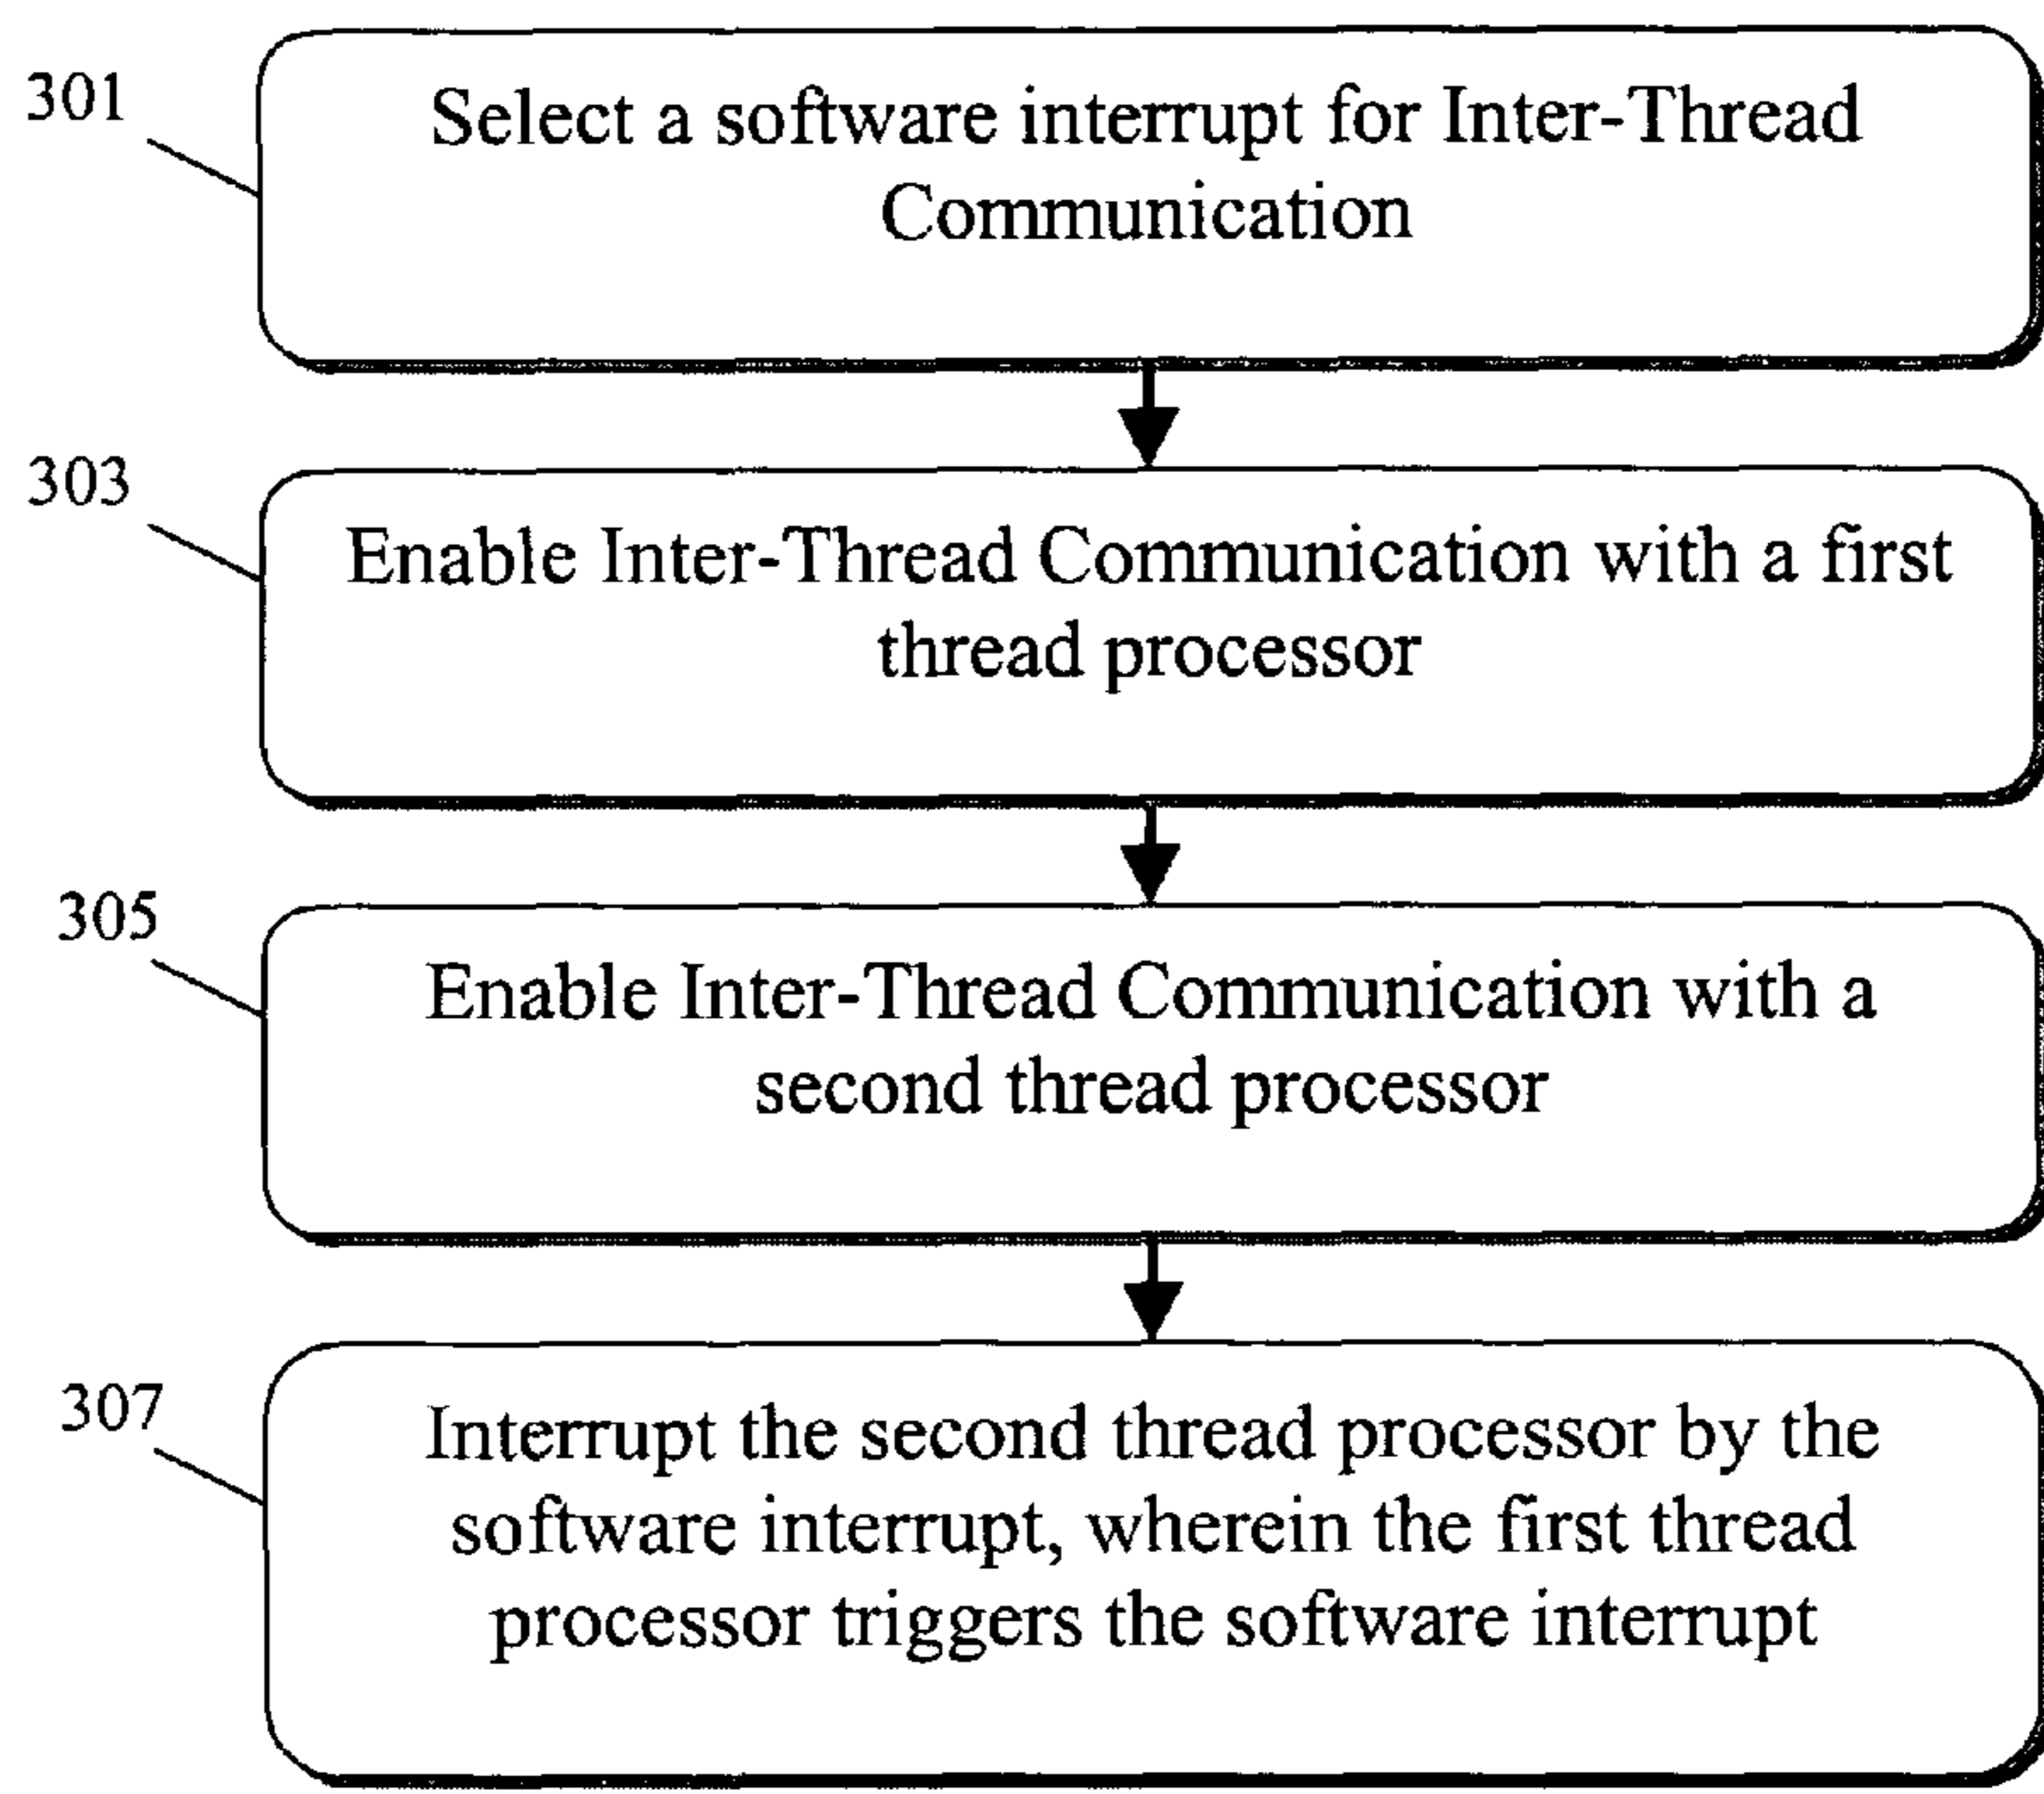 301
Select a software interrupt for Inter-Thread
Communication
303
Enable Inter-Thread Communication with a first
thread processor
305
Enable Inter-Thread Communication with a
second thread processor
307
Interrupt the second thread processor by the
software interrupt, wherein the first thread
processor triggers the software interrupt